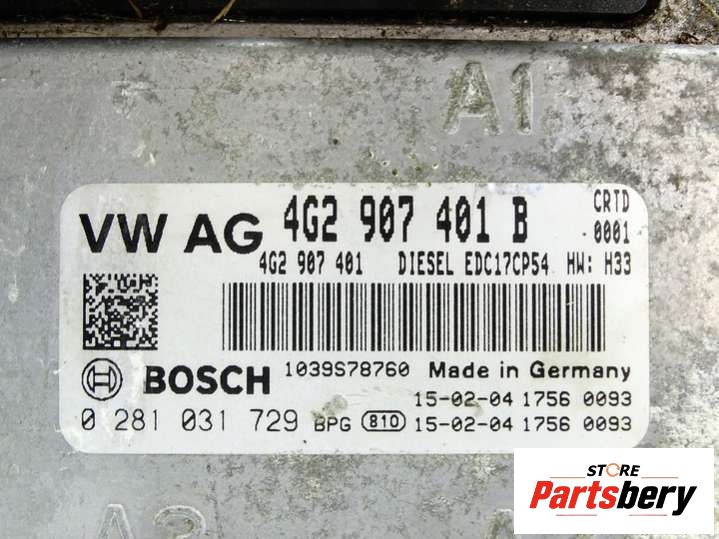 A1
VW AG 4G2 907 401 B CRTD
0001
4G2 907 401 DIESEL EDC17CP54 HW: H33
BOSCH 1039S78760 Made in Germany
15-02-04 1756 0093
0 281 031 729 BPG 810 15-02-04 1756 0093
A2
STORE
Partsbery